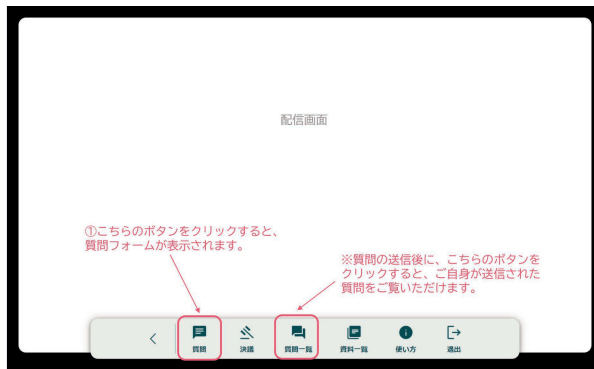 配信画面
①こちらのボタンをクリックすると、
質問フォームが表示されます。
※質問の送信後に、こちらのボタンを
クリックすると、ご自身が送信された
質問をご覧いただけます。
質問
決議
質問一覧
資料一覧
使い方
退出